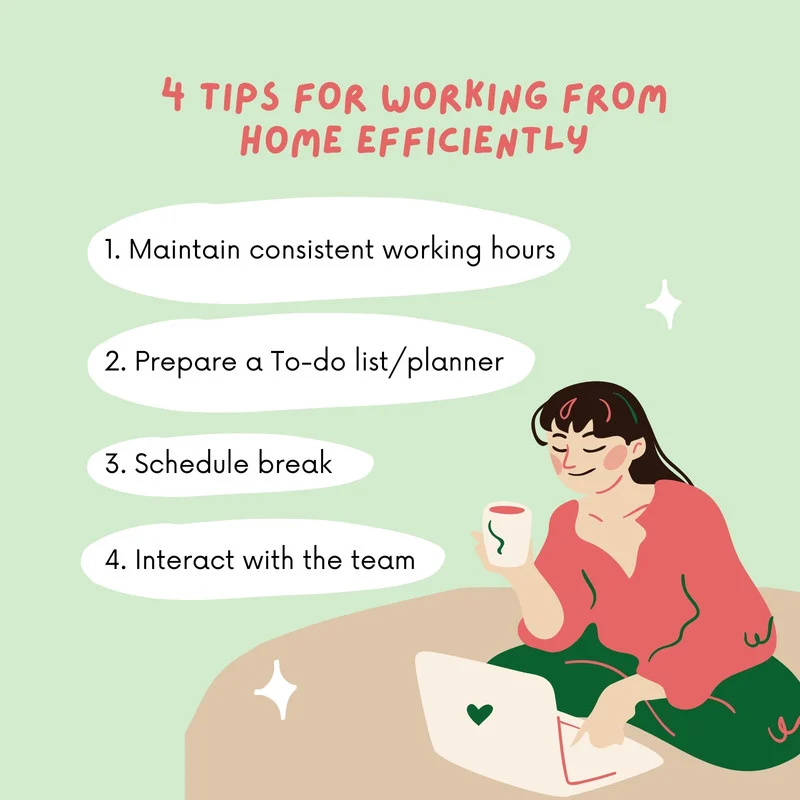 4 TIPS FOR WORKING FROM
HOME EFFICIENTLY
1. Maintain consistent working hours
2. Prepare a To-do list/planner
3. Schedule break
4. Interact with the team